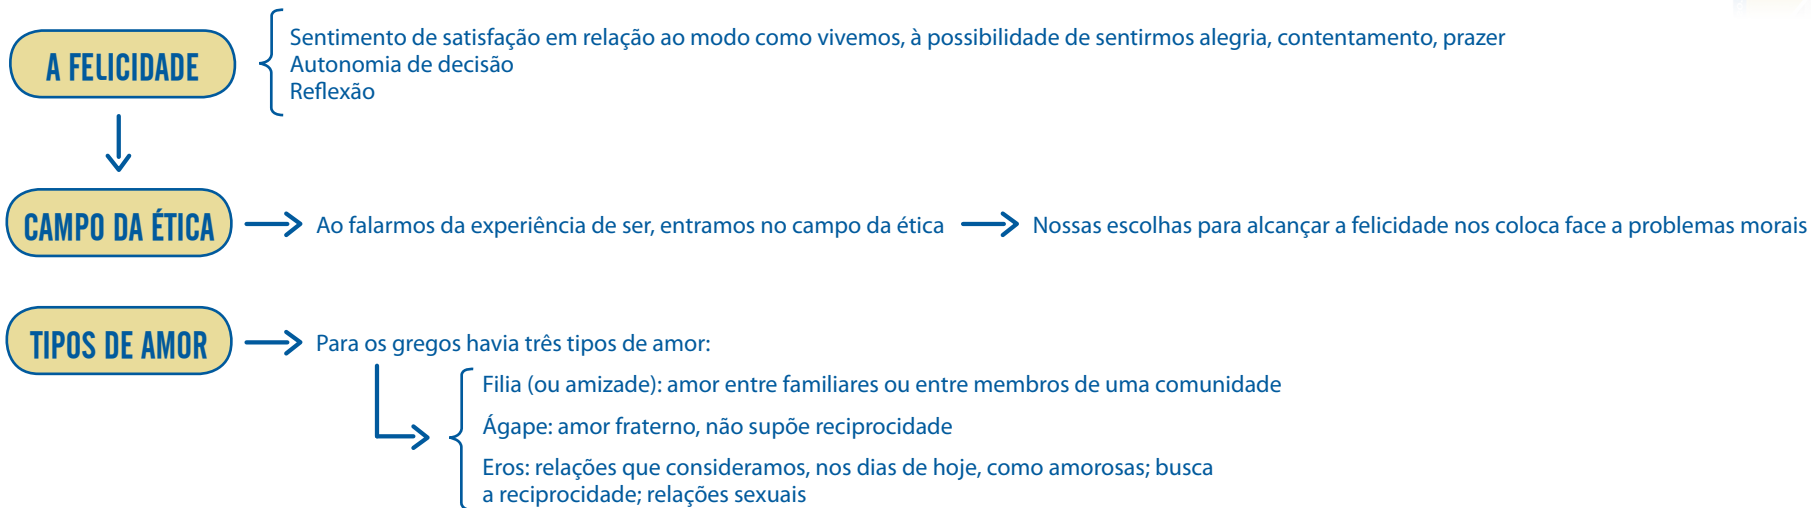 A FELICIDADE
Sentimento de satisfação em relação ao modo como vivemos, à possibilidade de sentirmos alegria, contentamento, prazer
Autonomia de decisão
Reflexão
CAMPO DA ÉTICA
Ao falarmos da experiência de ser, entramos no campo da ética
Nossas escolhas para alcançar a felicidade nos coloca face a problemas morais
TIPOS DE AMOR
Para os gregos havia três tipos de amor:
Filia (ou amizade): amor entre familiares ou entre membros de uma comunidade
Ágape: amor fraterno, não supõe reciprocidade
Eros: relações que consideramos, nos dias de hoje, como amorosas; busca
a reciprocidade; relações sexuais